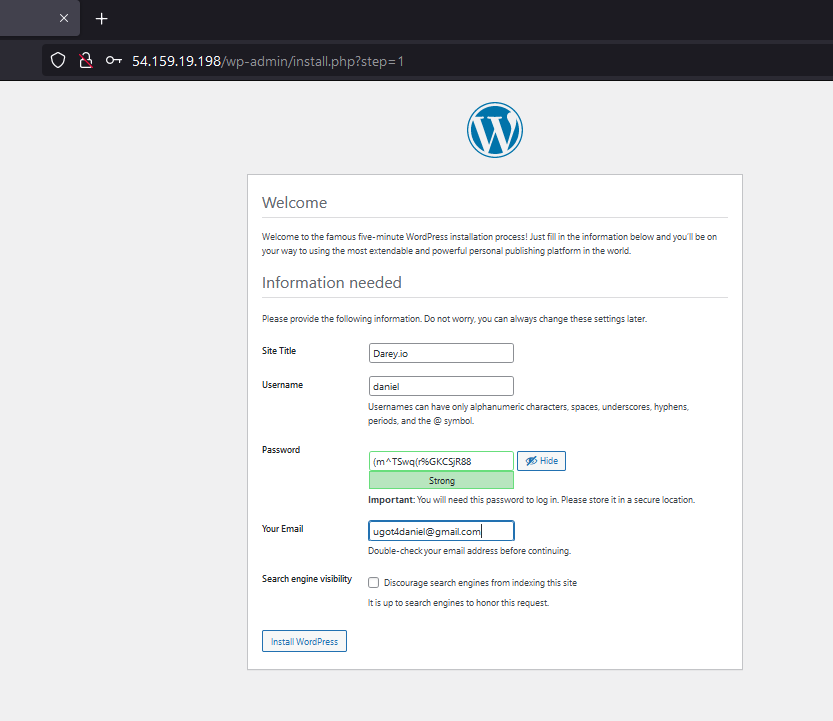 54.159.19.198/wp-admin/install.php?step=1
Welcome
Welcome to the famous five-minute WordPress installation process! Just fill in the information below and you'll be on
your way to using the most extendable and powerful personal publishing platform in the world.
Information needed
Please provide the following information. Do not worry, you can always change these settings later.
Site Title
Darey.io
Username
daniel
Usernames can have only alphanumeric characters, spaces, underscores, hyphens,
periods, and the @ symbol.
Password
(m^TSwq(r%GKCSjR88
Hide
Strong
Important: You will need this password to log in. Please store it in a secure location.
Your Email
ugot4daniel@gmail.com
Double-check your email address before continuing.
Search engine visibility
Discourage search engines from indexing this site
It is up to search engines to honor this request.
Install WordPress